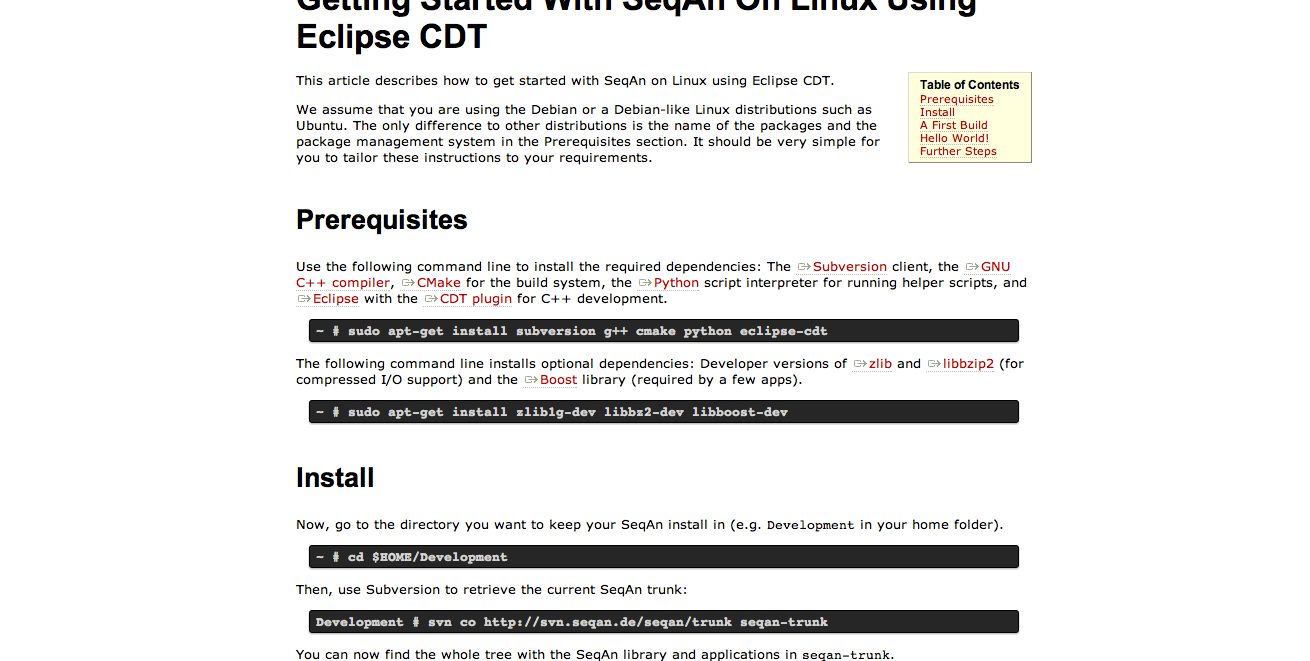 Getting Started With SeqAn On Linux Using
Eclipse CDT
This article describes how to get started with SeqAn on Linux using Eclipse CDT.
We assume that you are using the Debian or a Debian-like Linux distributions such as
Ubuntu. The only difference to other distributions is the name of the packages and the
package management system in the Prerequisites section. It should be very simple for
you to tailor these instructions to your requirements.
Table of Contents
Prerequisites
Install
A First Build
Hello World!
Further Steps
Prerequisites
Use the following command line to install the required dependencies: The Subversion client, the GNU
C++ compiler, CMake for the build system, the Python script interpreter for running helper scripts, and
Eclipse with the CDT plugin for C++ development.
~ # sudo apt-get install subversion g++ cmake python eclipse-cdt
The following command line installs optional dependencies: Developer versions of zlib and libbzip2 (for
compressed I/O support) and the Boost library (required by a few apps).
~ # sudo apt-get install zlib1g-dev libbz2-dev libboost-dev
Install
Now, go to the directory you want to keep your SeqAn install in (e.g. Development in your home folder).
~ # cd $HOME/Development
Then, use Subversion to retrieve the current SeqAn trunk:
Development # svn co http://svn.seqan.de/seqan/trunk seqan-trunk
You can now find the whole tree with the SeqAn library and applications in seqan-trunk.